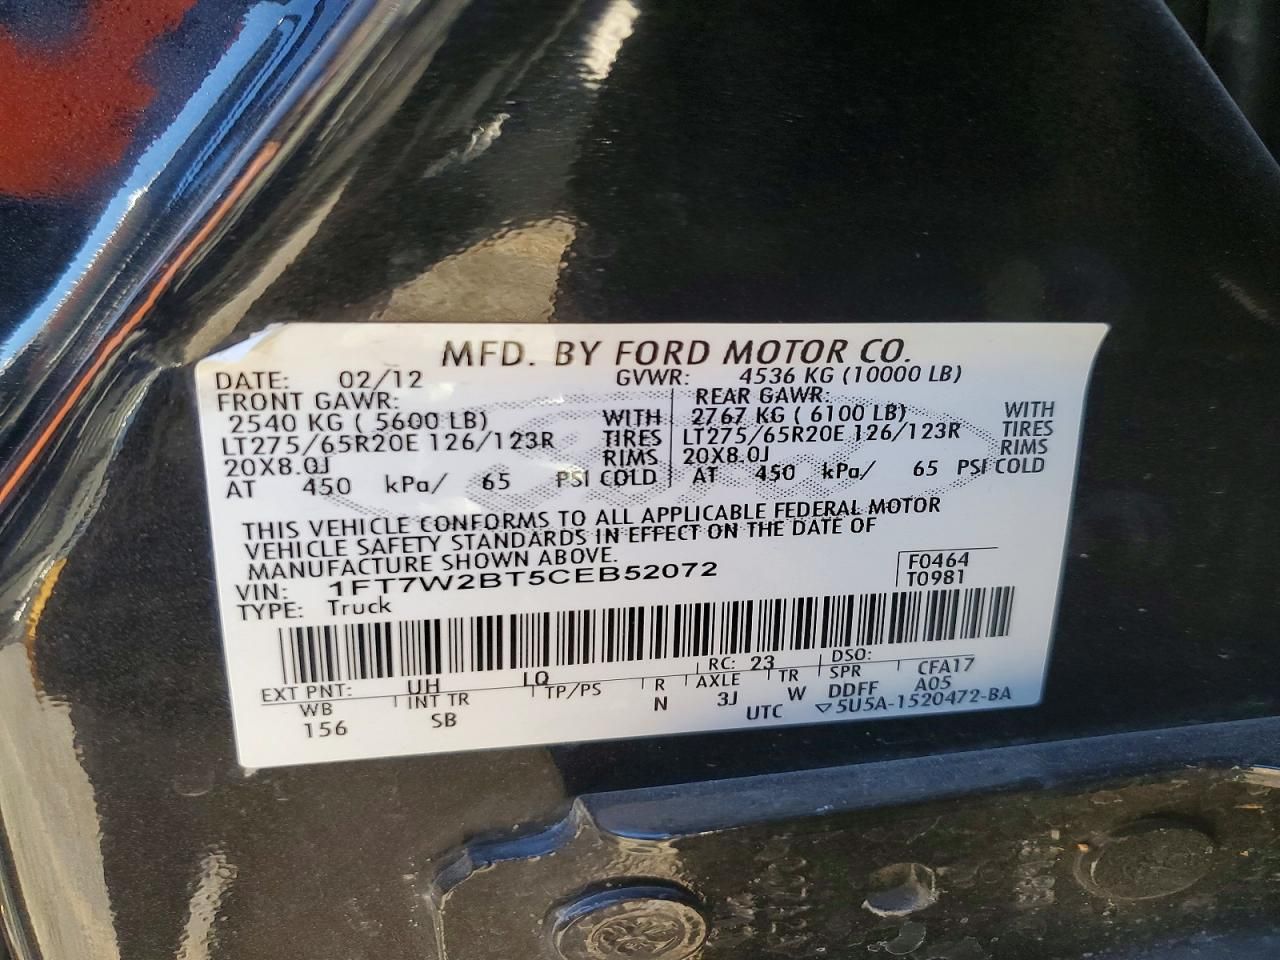 MFD. BY FORD MOTOR CO.
DATE: 02/12 GVWR: 4536 KG (10000 LB)
FRONT GAWR: REAR GAWR:
2540 KG ( 5600 LB) WITH 2767 KG ( 6100 LB) WITH
LT275/65R20E 126/123R TIRES LT275/65R20E 126/123R TIRES
20X8.0J RIMS 20X8.0J RIMS
AT 450 kPa/ 65 PSI COLD AT 450 kPa/ 65 PSI COLD
THIS VEHICLE CONFORMS TO ALL APPLICABLE FEDERAL MOTOR
VEHICLE SAFETY STANDARDS IN EFFECT ON THE DATE OF
MANUFACTURE SHOWN ABOVE.
VIN: 1FT7W2BT5CEB52072 F0464
TYPE: Truck T0981
EXT PNT: UH LQ RC: 23 DSO:
WB INT TR TP/PS R AXLE TR SPR CFA17
156 SB N 3J W DDFF A05
UTC ▽5U5A-1520472-BA